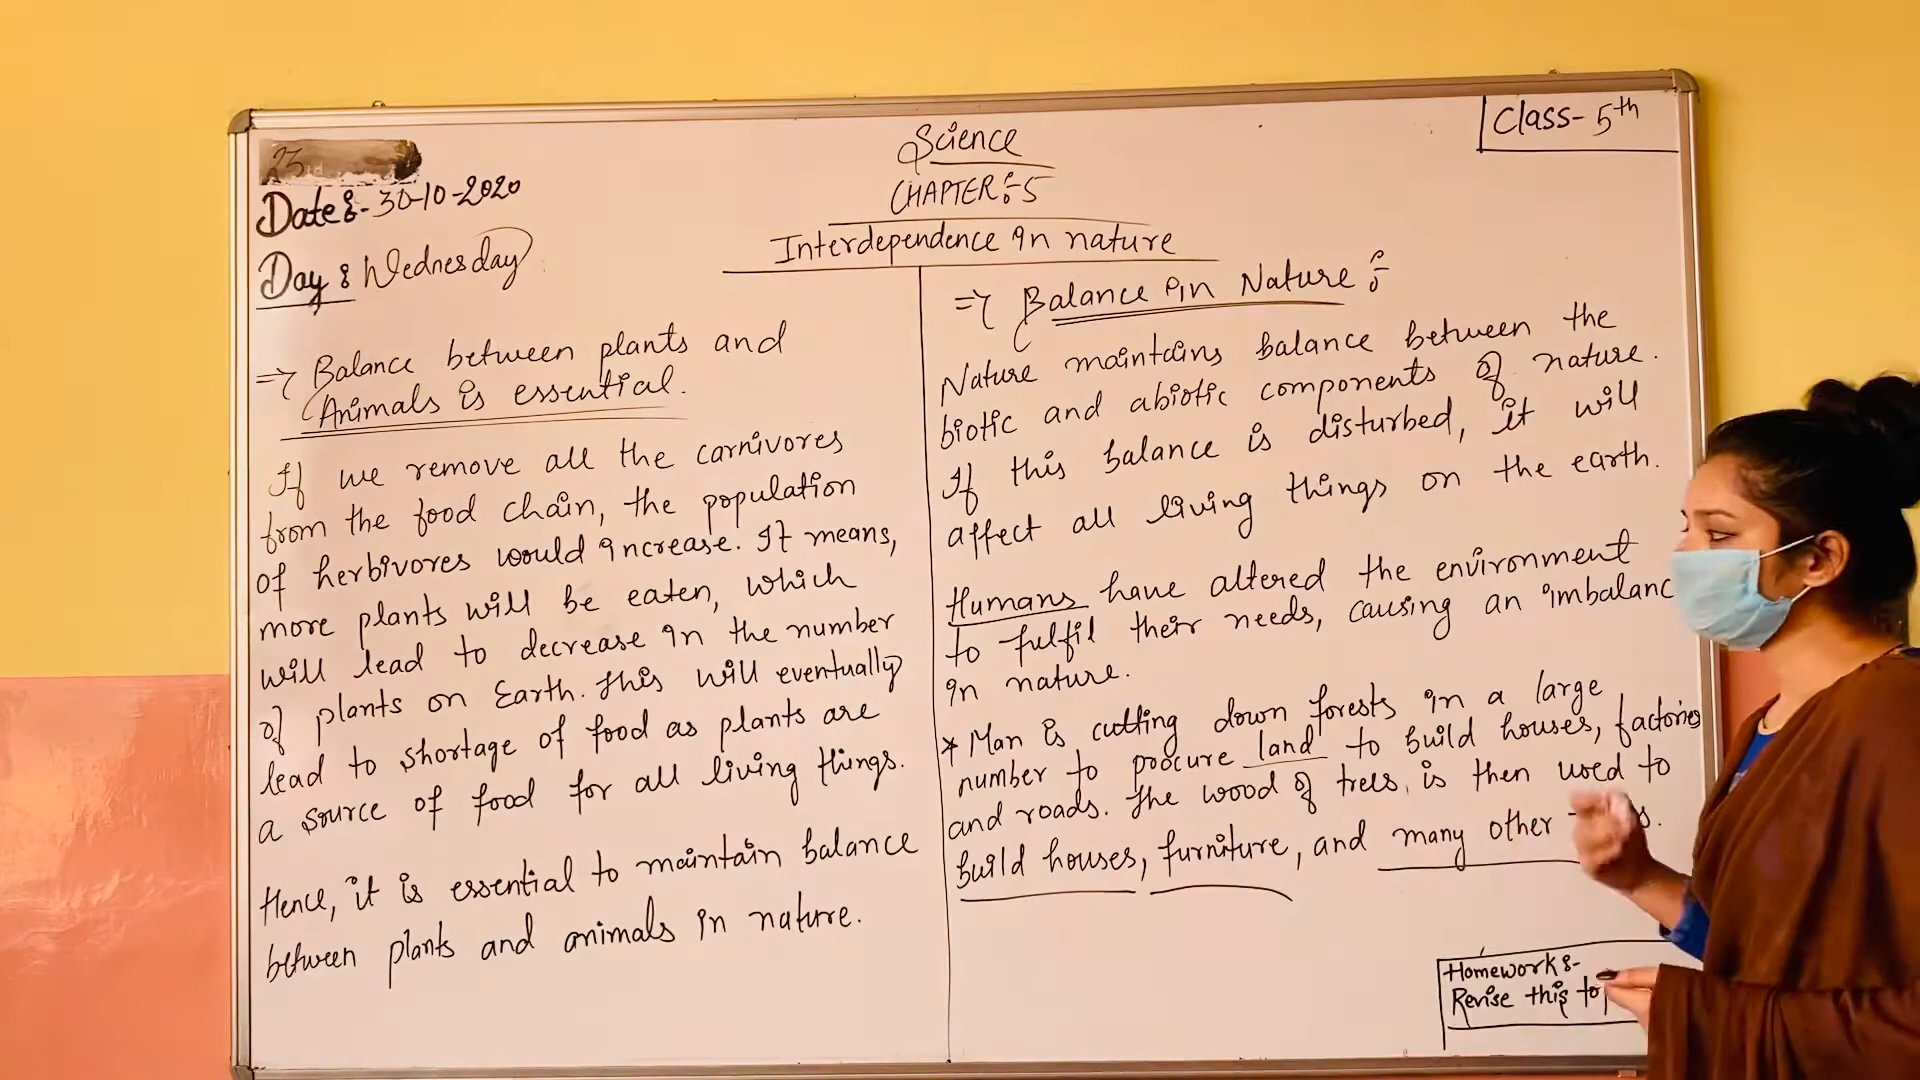 23
Date:- 30-10-2020
Day: Wednesday
Science
CHAPTER:-5
Interdependence in nature
Class- 5th
=> Balance between plants and
Animals is essential.
If we remove all the carnivores
from the food chain, the population
of herbivores would increase. It means,
more plants will be eaten, which
will lead to decrease in the number
of plants on Earth. This will eventually
lead to shortage of food as plants are
a source of food for all living things.
Hence, it is essential to maintain balance
between plants and animals in nature.
=> Balance in Nature :-
Nature maintains balance between the
biotic and abiotic components of nature.
If this balance is disturbed, it will
affect all living things on the earth.
Humans have altered the environment
to fulfil their needs, causing an imbalanc
in nature.
* Man is cutting down forests in a large
number to procure land to build houses, factories
and roads. The wood of trees, is then used to
build houses, furniture, and many other
Homework:-
Revise this